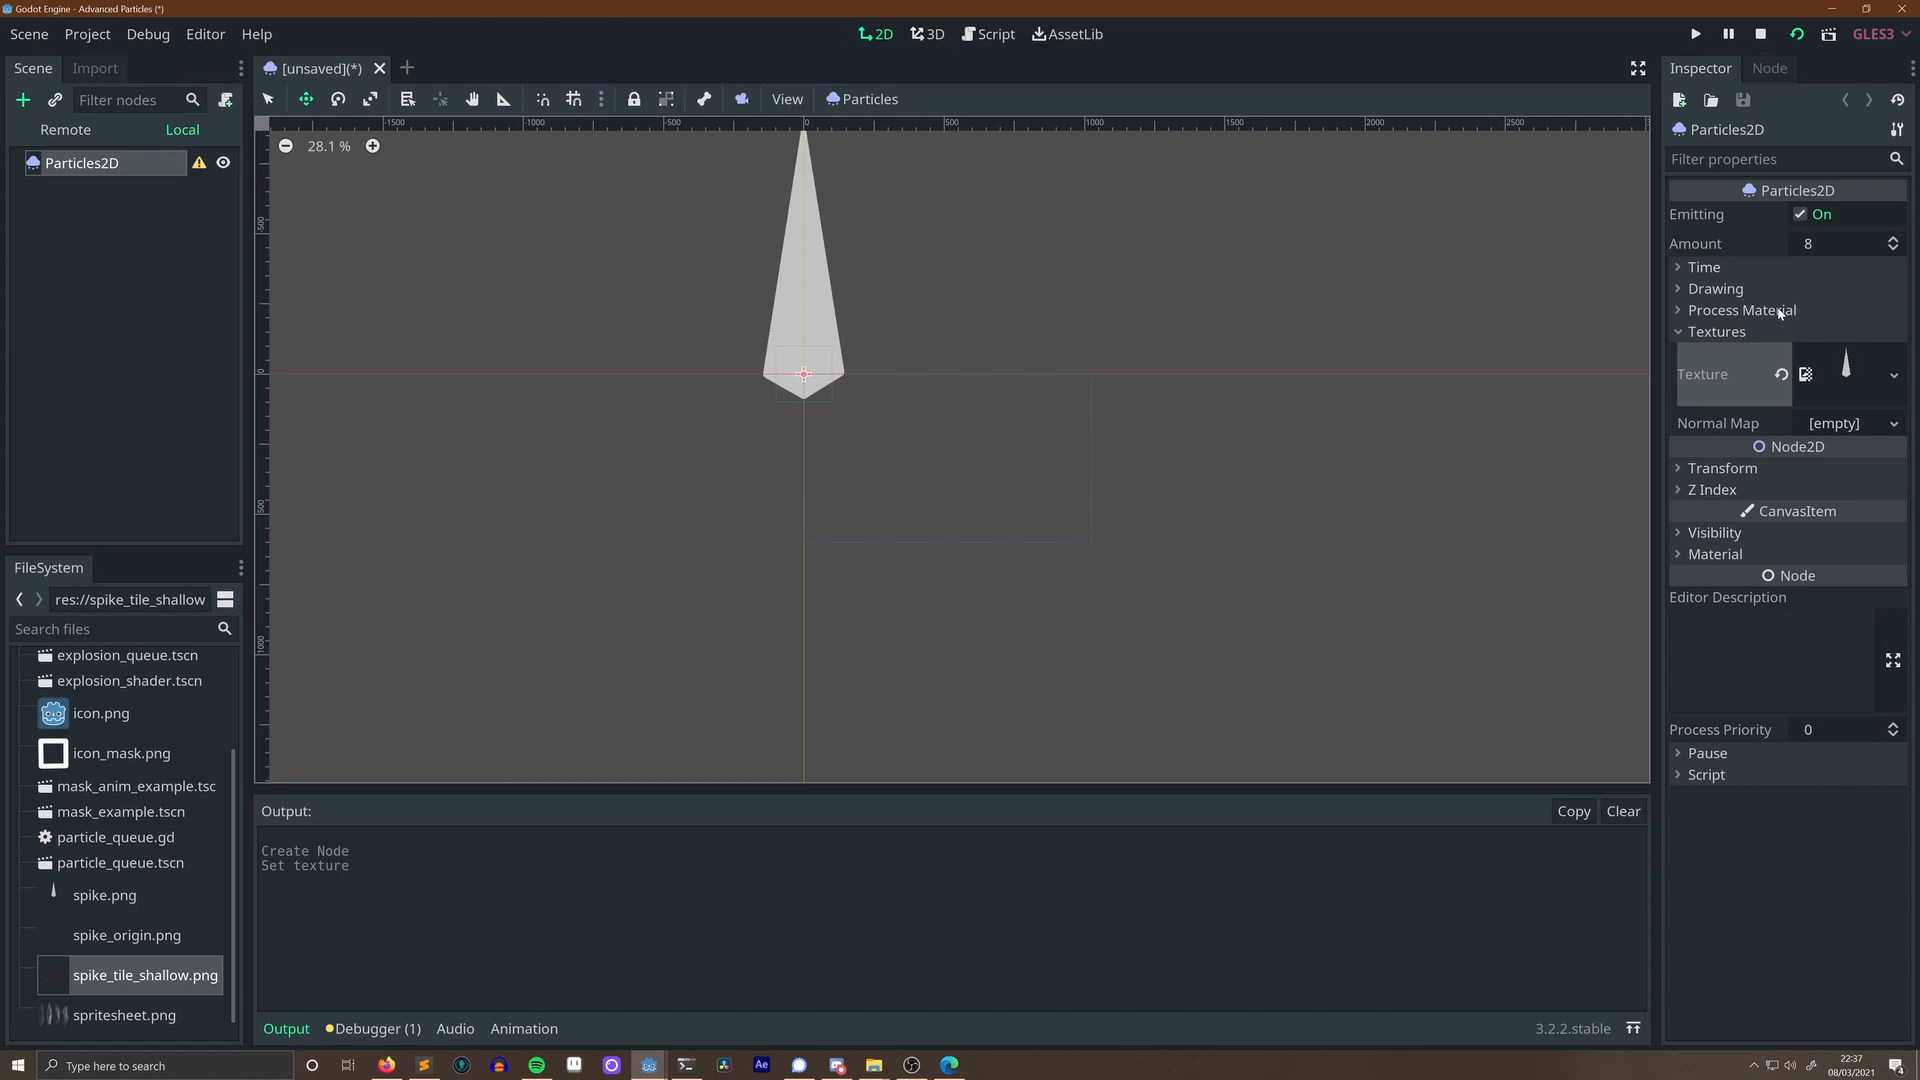 Godot Engine - Advanced Particles (*)
Scene Project Debug Editor Help
2D 3D Script AssetLib
GLES3
Scene Import
Filter nodes
Remote Local
Particles2D
[unsaved](*)
View Particles
-1500 -1000 -500 0 500 1000 1500 2000 2500
28.1 %
-500
0
500
1000
FileSystem
res://spike_tile_shallow
Search files
explosion_queue.tscn
explosion_shader.tscn
icon.png
icon_mask.png
mask_anim_example.tsc
mask_example.tscn
particle_queue.gd
particle_queue.tscn
spike.png
spike_origin.png
spike_tile_shallow.png
spritesheet.png
Output:
Copy Clear
Create Node
Set texture
Output Debugger (1) Audio Animation
3.2.2.stable
Inspector Node
Particles2D
Filter properties
Particles2D
Emitting On
Amount 8
Time
Drawing
Process Material
Textures
Texture
Normal Map [empty]
Node2D
Transform
Z Index
CanvasItem
Visibility
Material
Node
Editor Description
Process Priority 0
Pause
Script
Type here to search
Ae
22:37
08/03/2021
4